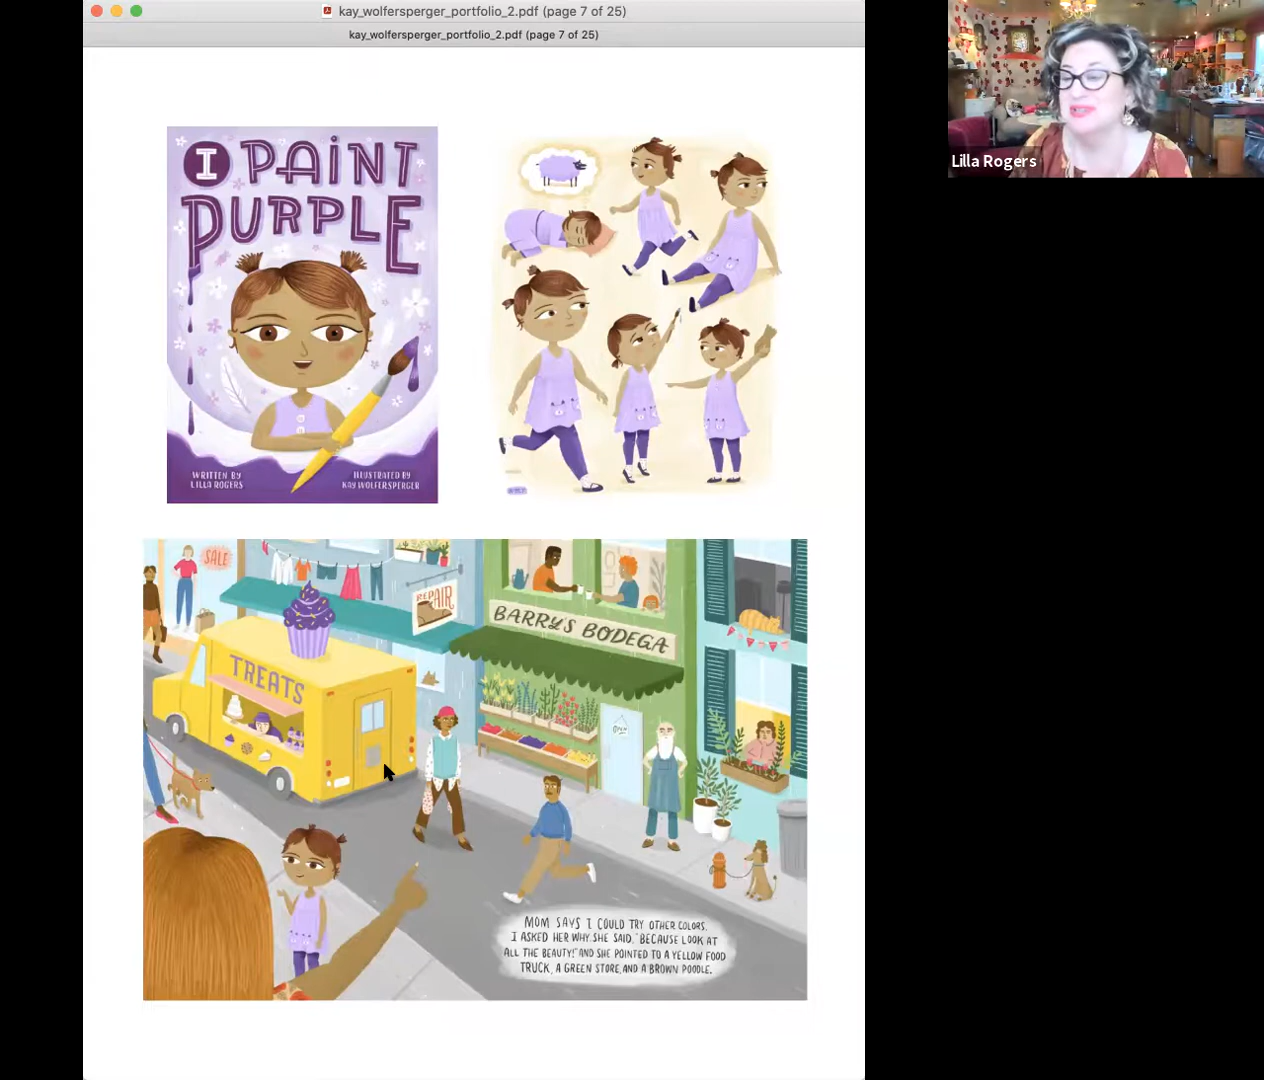 kay_wolfersperger_portfolio_2.pdf (page 7 of 25)
kay_wolfersperger_portfolio_2.pdf (page 7 of 25)
Lilla Rogers
I PAINT
PURPLE
WRITTEN BY
LILLA ROGERS
ILLUSTRATED BY
KAY WOLFERSPERGER
SALE
REPAIR
BARRY'S BODEGA
TREATS
OPEN
MOM SAYS I COULD TRY OTHER COLORS.
I ASKED HER WHY. SHE SAID, "BECAUSE LOOK AT
ALL THE BEAUTY!" AND SHE POINTED TO A YELLOW FOOD
TRUCK, A GREEN STORE, AND A BROWN POODLE.